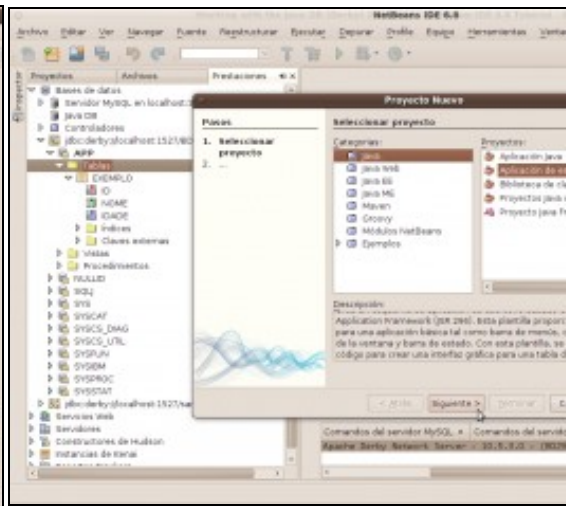 NetBeans IDE 6.8
Archivo Editar Ver Navegar Fuente Reestructurar Ejecutar Depurar Profile Equipo Herramientas Ventana
Proyectos Archivos Prestaciones
Bases de datos
Servidor MySQL en localhost:3
Java DB
Controladores
jdbc:derby://localhost:1527/
APP
Tables
EXEMPLO
ID
NOME
IDADE
Índices
Claves externas
Vistas
Procedimientos
NULLID
SQLJ
SYS
SYSCAT
SYSCS_DIAG
SYSCS_UTIL
SYSFUN
SYSIBM
SYSPROC
SYSSTAT
jdbc:derby://localhost:1527/sam
Servicios Web
Servidores
Constructores de Hudson
Instancias de Kenai
Proyecto Nuevo
Pasos
1. Seleccionar proyecto
2. ...
Seleccionar proyecto
Categorías:
Java
Java Web
Java EE
Java ME
Maven
Groovy
Módulos NetBeans
Ejemplos
Proyectos:
Aplicación Java
Aplicación de es
Biblioteca de cla
Proyectos Java
Proyecto Java F
Descripción:
Application Framework (JSR 296). Esta plantilla proporc
para una aplicación básica tal como barra de menús,
de la ventana y barra de estado. Con esta plantilla, se
código para crear una interfaz gráfica para una tabla d
< Atrás Siguiente > Terminar C
Comandos del servidor MySQL Comandos del servido
Apache Derby Network Server - 10.5.3.0 -